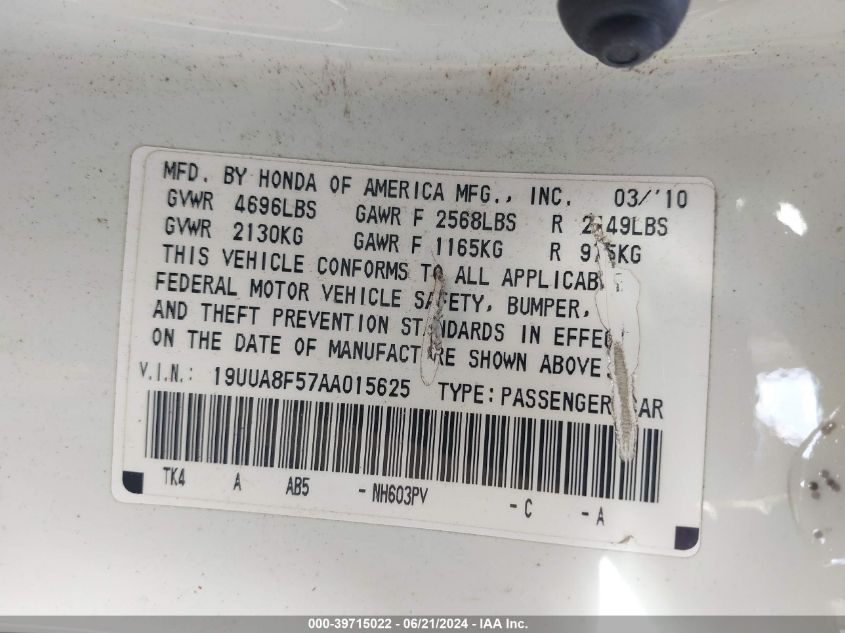 MFD. BY HONDA OF AMERICA MFG., INC. 03/'10
GVWR 4696LBS GAWR F 2568LBS R
GVWR 2130KG GAWR F 1165KG R
THIS VEHICLE CONFORMS TO ALL APPLICABLE
FEDERAL MOTOR VEHICLE SAFETY, BUMPER,
AND THEFT PREVENTION STANDARDS IN EFFECT
ON THE DATE OF MANUFACTURE SHOWN ABOVE.
V.I.N.: 19UUA8F57AA015625 TYPE: PASSENGER CAR
TK4 A AB5 - NH603PV - C - A
000-39715022 - 06/21/2024 - IAA Inc.